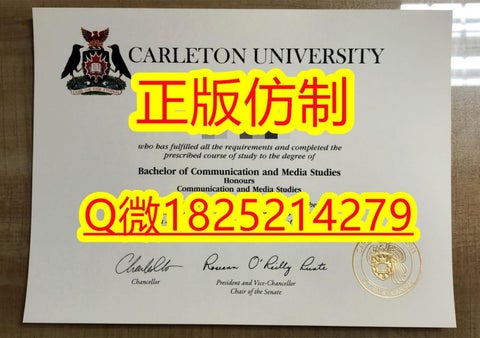 CARLETON UNIVERSITY
正版仿制
who has fulfilled all the requirements and completed the
prescribed course of study to the degree of
Bachelor of Communication and Media Studies
Honours
Communication and Media Studies
Q微1825214279
Chancellor
President and Vice-Chancellor
Chair of the Senate